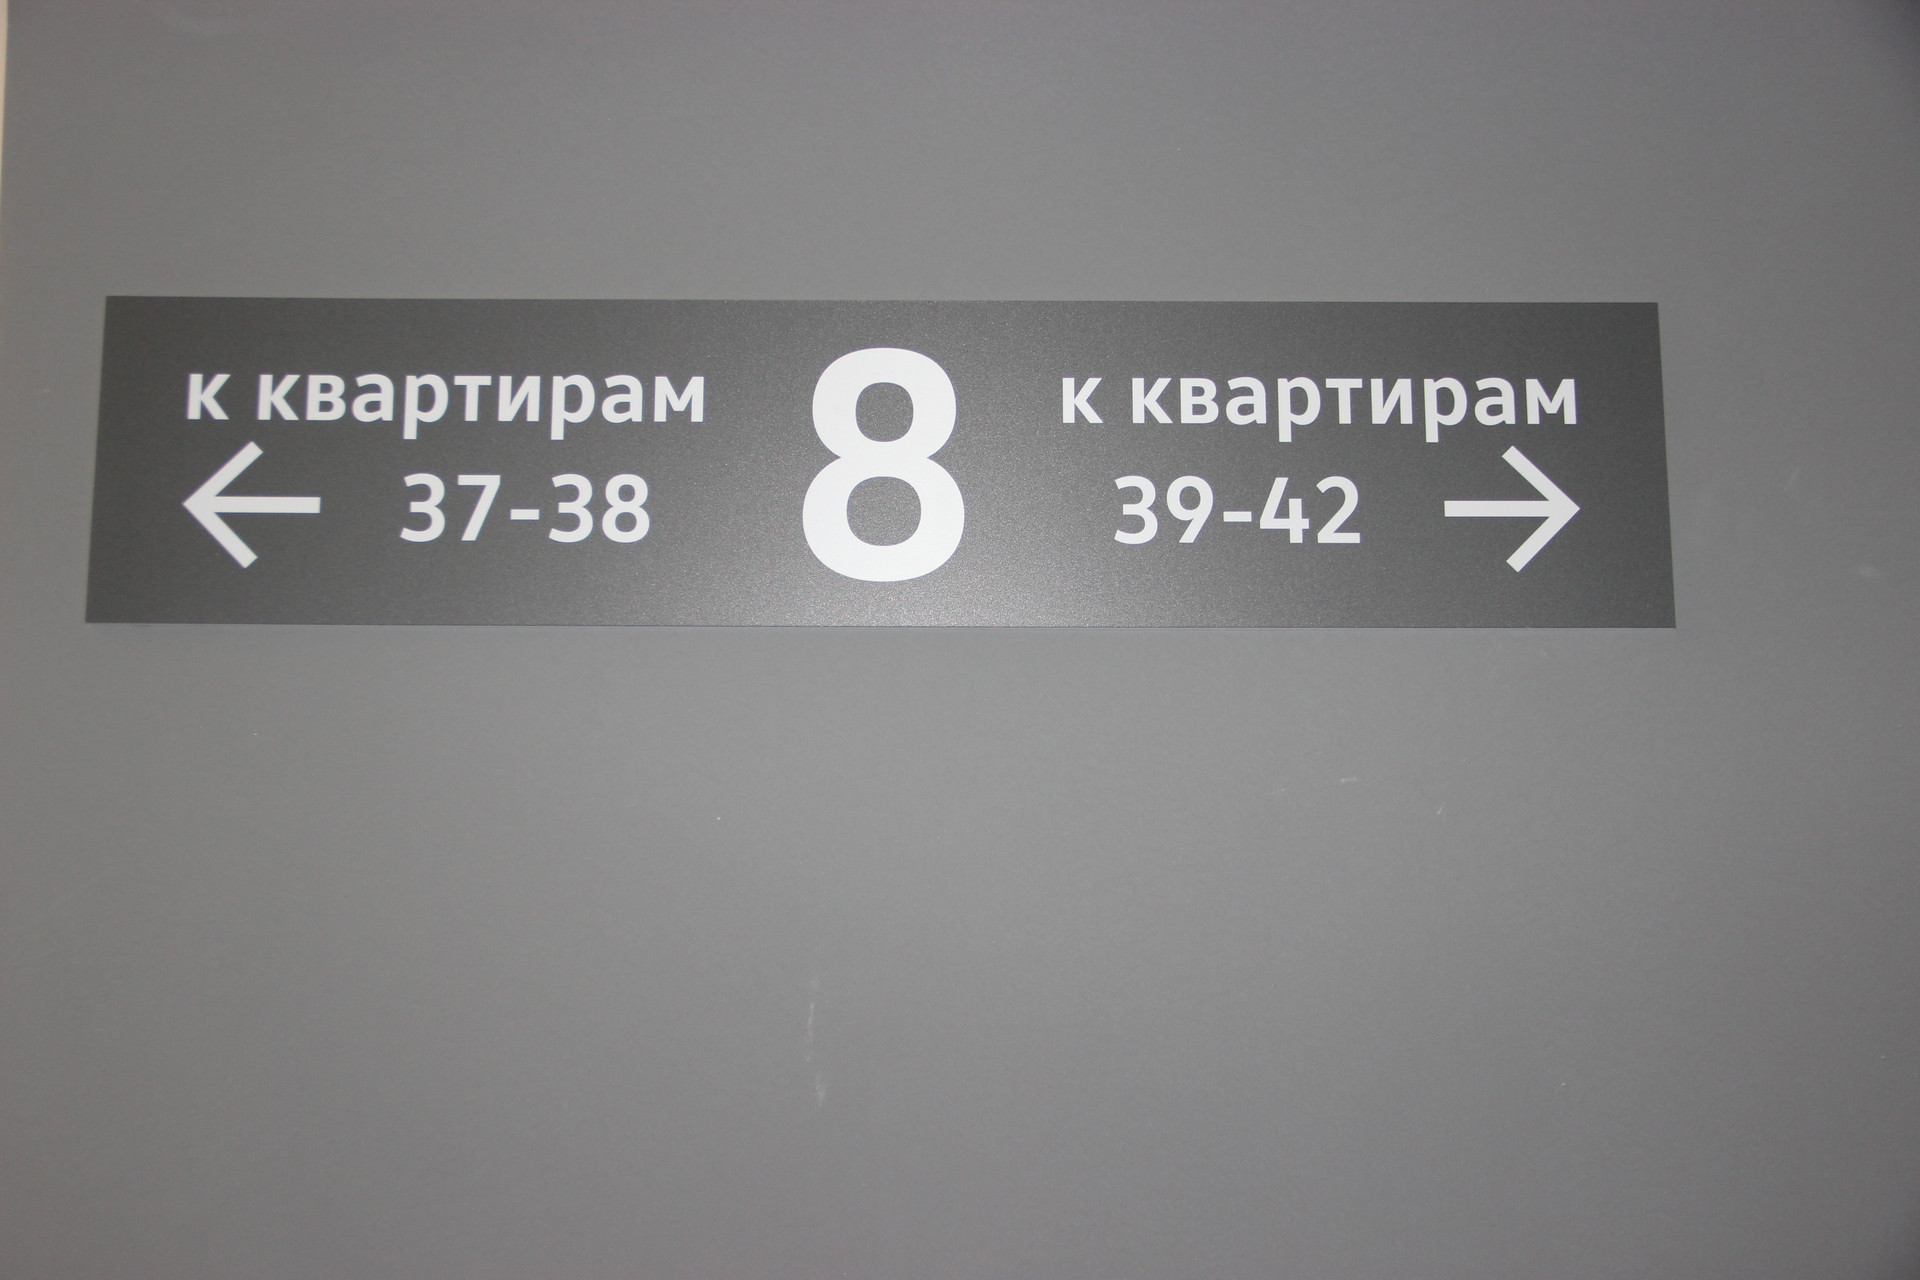 к квартирам
← 37-38
8
к квартирам
39-42 →